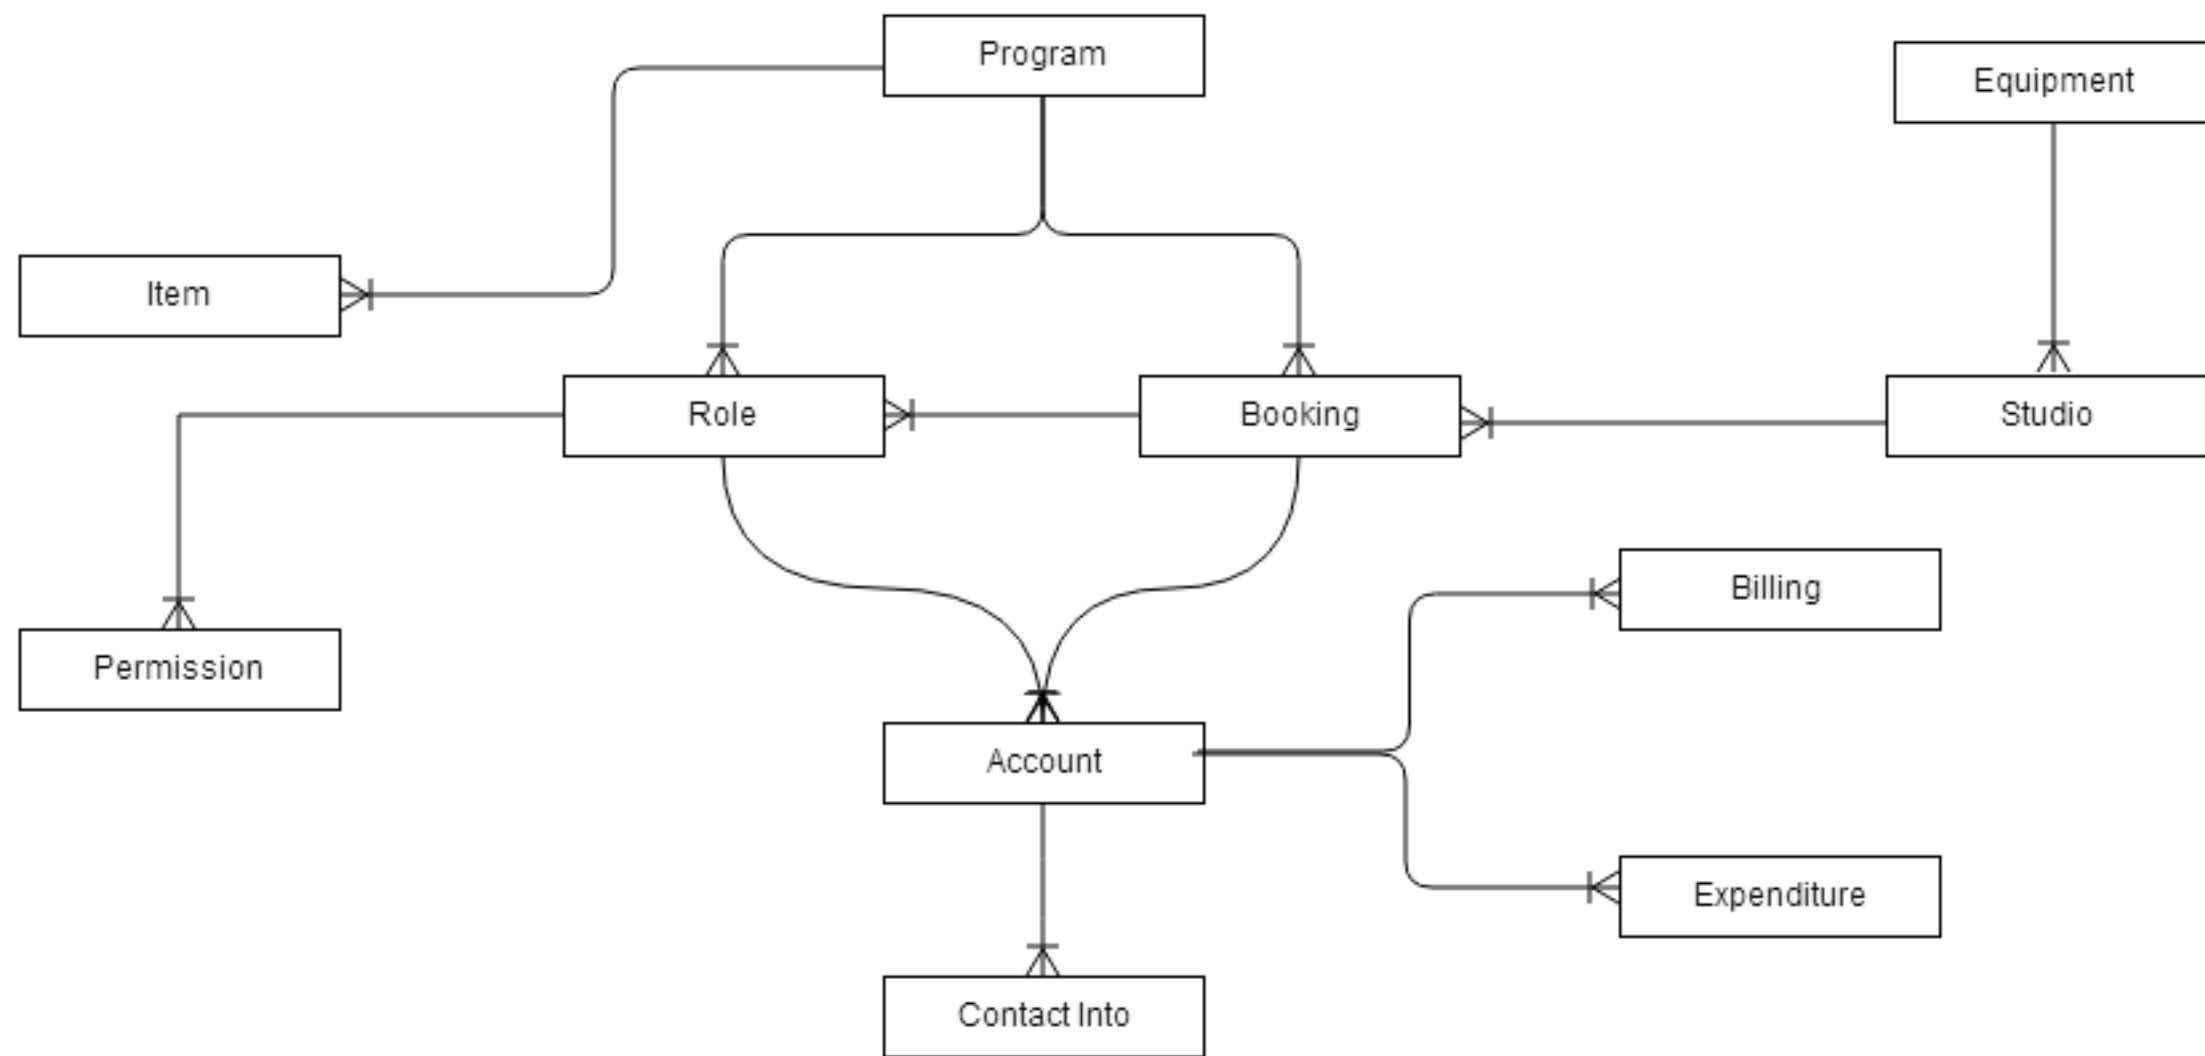 Program
Equipment
Item
Role
Booking
Studio
Billing
Permission
Account
Expenditure
Contact Into